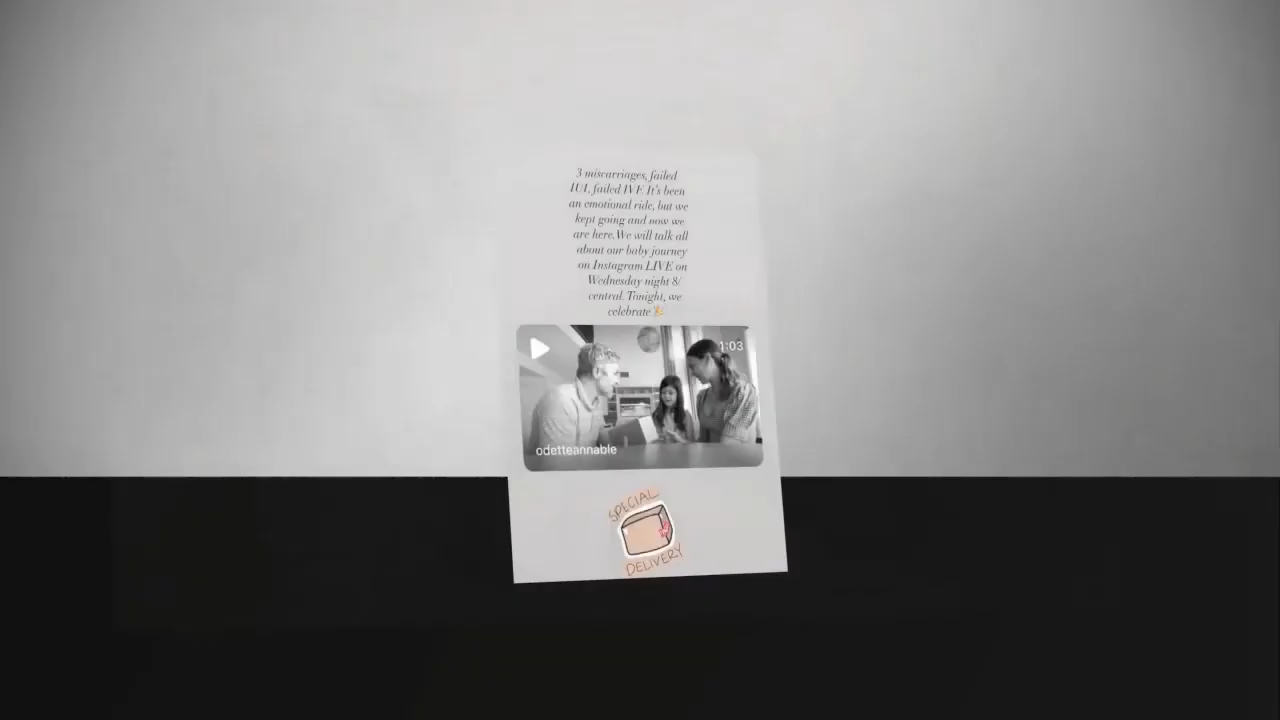 3 miscarriages, failed
IUI, failed IVF. It's been
an emotional ride, but we
kept going and now we
are here. We will talk all
about our baby journey
on Instagram LIVE on
Wednesday night 8/
central. Tonight, we
celebrate
1:03
odetteannable
SPECIAL
DELIVERY